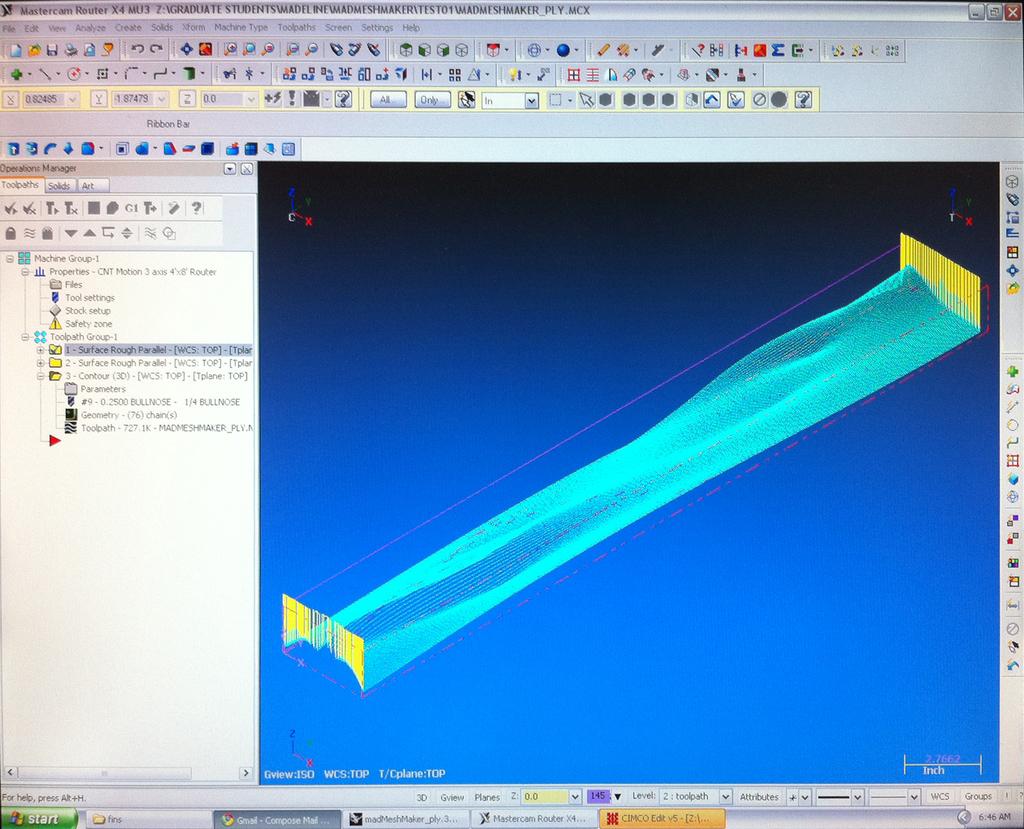 Mastercam Router X4 MU3 Z:\GRADUATE STUDENTS\MADELINE\MADMESHMAKER\TEST01\MADMESHMAKER_PLY.MCX
File Edit View Analyze Create Solids Xform Machine Type Toolpaths Screen Settings Help
X 0.82485 Y -1.87479 Z 0.0 All... Only... In
Ribbon Bar
Operations Manager
Toolpaths Solids Art
G1
Machine Group-1
Properties - CNT Motion 3 axis 4'x8' Router
Files
Tool settings
Stock setup
Safety zone
Toolpath Group-1
1 - Surface Rough Parallel - [WCS: TOP] - [Tplan
2 - Surface Rough Parallel - [WCS: TOP] - [Tplan
3 - Contour (3D) - [WCS: TOP] - [Tplane: TOP]
Parameters
#9 - 0.2500 BULLNOSE - 1/4 BULLNOSE
Geometry - (76) chain(s)
Toolpath - 727.1K - MADMESHMAKER_PLY.N
Z Y X C
Z Y X T
X
Z Y X
Gview:ISO WCS:TOP T/Cplane:TOP
2.7662
Inch
For help, press Alt+H.
3D Gview Planes Z: 0.0 145 Level: 2 : toolpath Attributes WCS Groups
start fins Gmail - Compose Mail ... madMeshMaker_ply.3... Mastercam Router X4... CIMCO Edit v5 - [Z:\... 6:46 AM